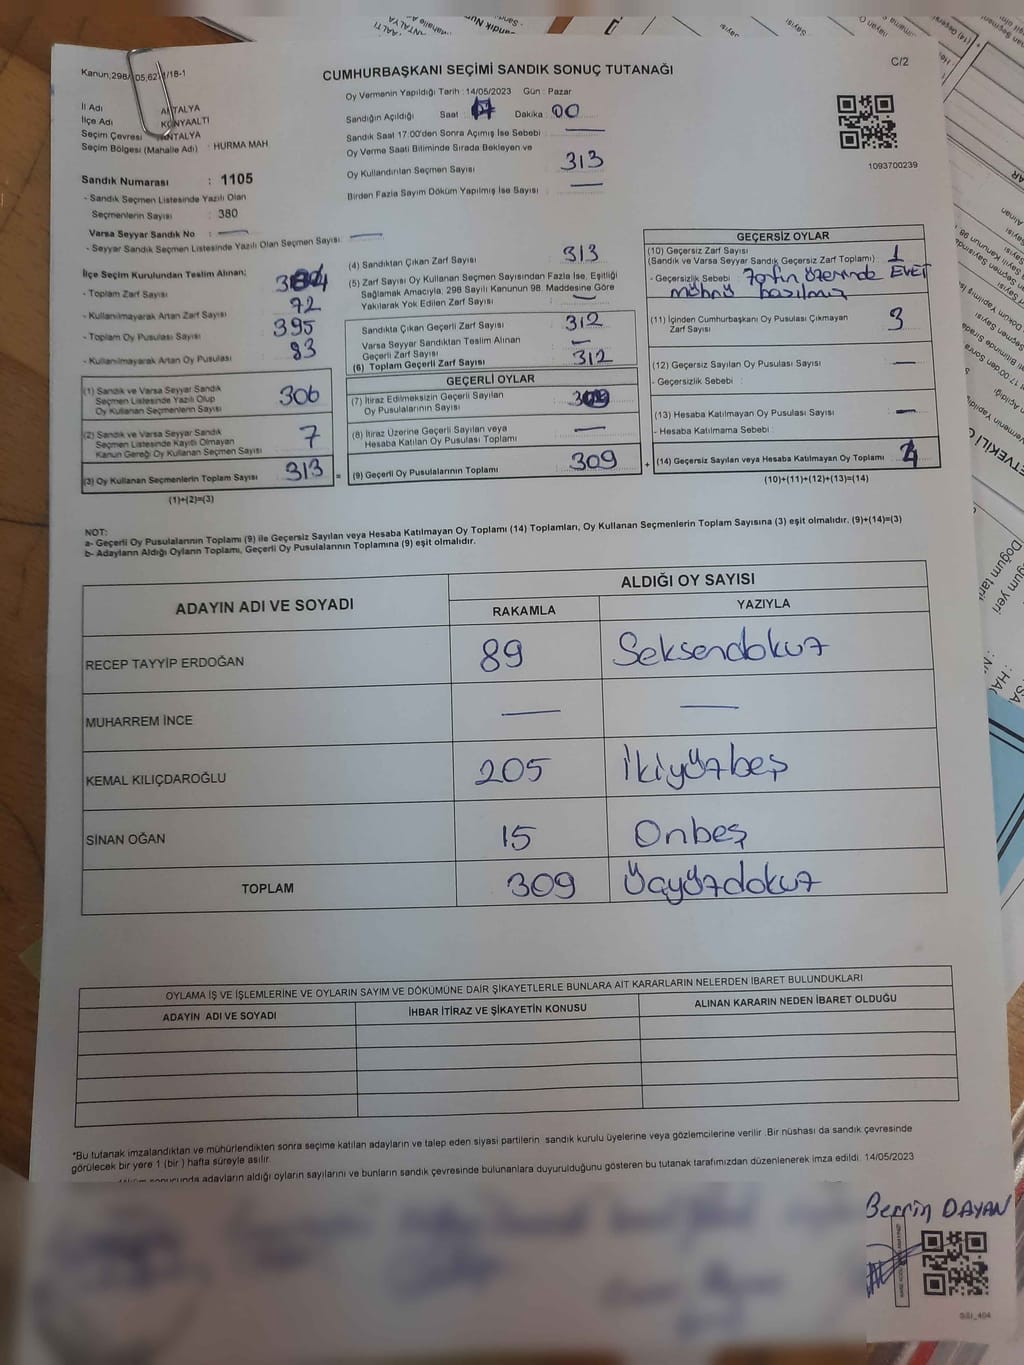 Kanun,298/ 05,62 /18-1
CUMHURBAŞKANI SEÇİMİ SANDIK SONUÇ TUTANAĞI
C/2
Oy Vermenin Yapıldığı Tarih : 14/05/2023 Gün : Pazar
İl Adı ANTALYA
Sandığın Açıldığı Saat : Dakika : 00
İlçe Adı KONYAALTI
Sandık Saat 17.00'den Sonra Açımış İse Sebebi : —
Seçim Çevresi ANTALYA
Seçim Bölgesi (Mahalle Adı) : HURMA MAH
Oy Verme Saati Bitiminde Sırada Bekleyen ve
Oy Kullandırılan Seçmen Sayısı 313
Birden Fazla Sayım Döküm Yapılmış İse Sayısı : —
1093700239
Sandık Numarası : 1105
- Sandık Seçmen Listesinde Yazılı Olan
Seçmenlerin Sayısı : 380
Varsa Seyyar Sandık No : —
- Seyyar Sandık Seçmen Listesinde Yazılı Olan Seçmen Sayısı: —
İlçe Seçim Kurulundan Teslim Alınan;
- Toplam Zarf Sayısı
- Kullanılmayarak Artan Zarf Sayısı : 72
- Toplam Oy Pusulası Sayısı : 395
- Kullanılmayarak Artan Oy Pusulası : 83
(1) Sandık ve Varsa Seyyar Sandık
Seçmen Listesinde Yazılı Olup
Oy Kullanan Seçmenlerin Sayısı 306
(2) Sandık ve Varsa Seyyar Sandık
Seçmen Listesinde Kayıtlı Olmayan
Kanun Gereği Oy Kullanan Seçmen Sayısı 7
(3) Oy Kullanan Seçmenlerin Toplam Sayısı 313 =
(1)+(2)=(3)
(4) Sandıktan Çıkan Zarf Sayısı : 313
(5) Zarf Sayısı Oy Kullanan Seçmen Sayısından Fazla İse, Eşitliği
Sağlamak Amacıyla, 298 Sayılı Kanunun 98. Maddesine Göre
Yakılarak Yok Edilen Zarf Sayısı : —
Sandıkta Çıkan Geçerli Zarf Sayısı : 312
Varsa Seyyar Sandıktan Teslim Alınan
Geçerli Zarf Sayısı : —
(6) Toplam Geçerli Zarf Sayısı : 312
GEÇERLİ OYLAR
(7) İtiraz Edilmeksizin Geçerli Sayılan
Oy Pusulalarının Sayısı
(8) İtiraz Üzerine Geçerli Sayılan veya
Hesaba Katılan Oy Pusulası Toplamı : —
(9) Geçerli Oy Pusulalarının Toplamı : 309 +
GEÇERSİZ OYLAR
(10) Geçersiz Zarf Sayısı
(Sandık ve Varsa Seyyar Sandık Geçersiz Zarf Toplamı) : 1
- Geçersizlik Sebebi : Zarfın üzerinde EVET
mührü basılmış
(11) İçinden Cumhurbaşkanı Oy Pusulası Çıkmayan
Zarf Sayısı : 3
(12) Geçersiz Sayılan Oy Pusulası Sayısı : —
- Geçersizlik Sebebi :
(13) Hesaba Katılmayan Oy Pusulası Sayısı : —
- Hesaba Katılmama Sebebi :
(14) Geçersiz Sayılan veya Hesaba Katılmayan Oy Toplamı : 4
(10)+(11)+(12)+(13)=(14)
NOT:
a- Geçerli Oy Pusulalarının Toplamı (9) ile Geçersiz Sayılan veya Hesaba Katılmayan Oy Toplamı (14) Toplamları, Oy Kullanan Seçmenlerin Toplam Sayısına (3) eşit olmalıdır. (9)+(14)=(3)
b- Adayların Aldığı Oyların Toplamı, Geçerli Oy Pusulalarının Toplamına (9) eşit olmalıdır.
ADAYIN ADI VE SOYADI ALDIĞI OY SAYISI
RAKAMLA YAZIYLA
RECEP TAYYİP ERDOĞAN 89 Seksendokuz
MUHARREM İNCE — —
KEMAL KILIÇDAROĞLU 205 İkiyüzbeş
SİNAN OĞAN 15 Onbeş
TOPLAM 309 Üçyüzdokuz
OYLAMA İŞ VE İŞLEMLERİNE VE OYLARIN SAYIM VE DÖKÜMÜNE DAİR ŞİKAYETLERLE BUNLARA AİT KARARLARIN NELERDEN İBARET BULUNDUKLARI
ADAYIN ADI VE SOYADI İHBAR İTİRAZ VE ŞİKAYETİN KONUSU ALINAN KARARIN NEDEN İBARET OLDUĞU
*Bu tutanak imzalandıktan ve mühürlendikten sonra seçime katılan adayların ve talep eden siyasi partilerin sandık kurulu üyelerine veya gözlemcilerine verilir .Bir nüshası da sandık çevresinde
görülecek bir yere 1 (bir ) hafta süreyle asılır.
sonucunda adayların aldığı oyların sayılarını ve bunların sandık çevresinde bulunanlara duyurulduğunu gösteren bu tutanak tarafımızdan düzenlenerek imza edildi. 14/05/2023
Berrin DAYAN